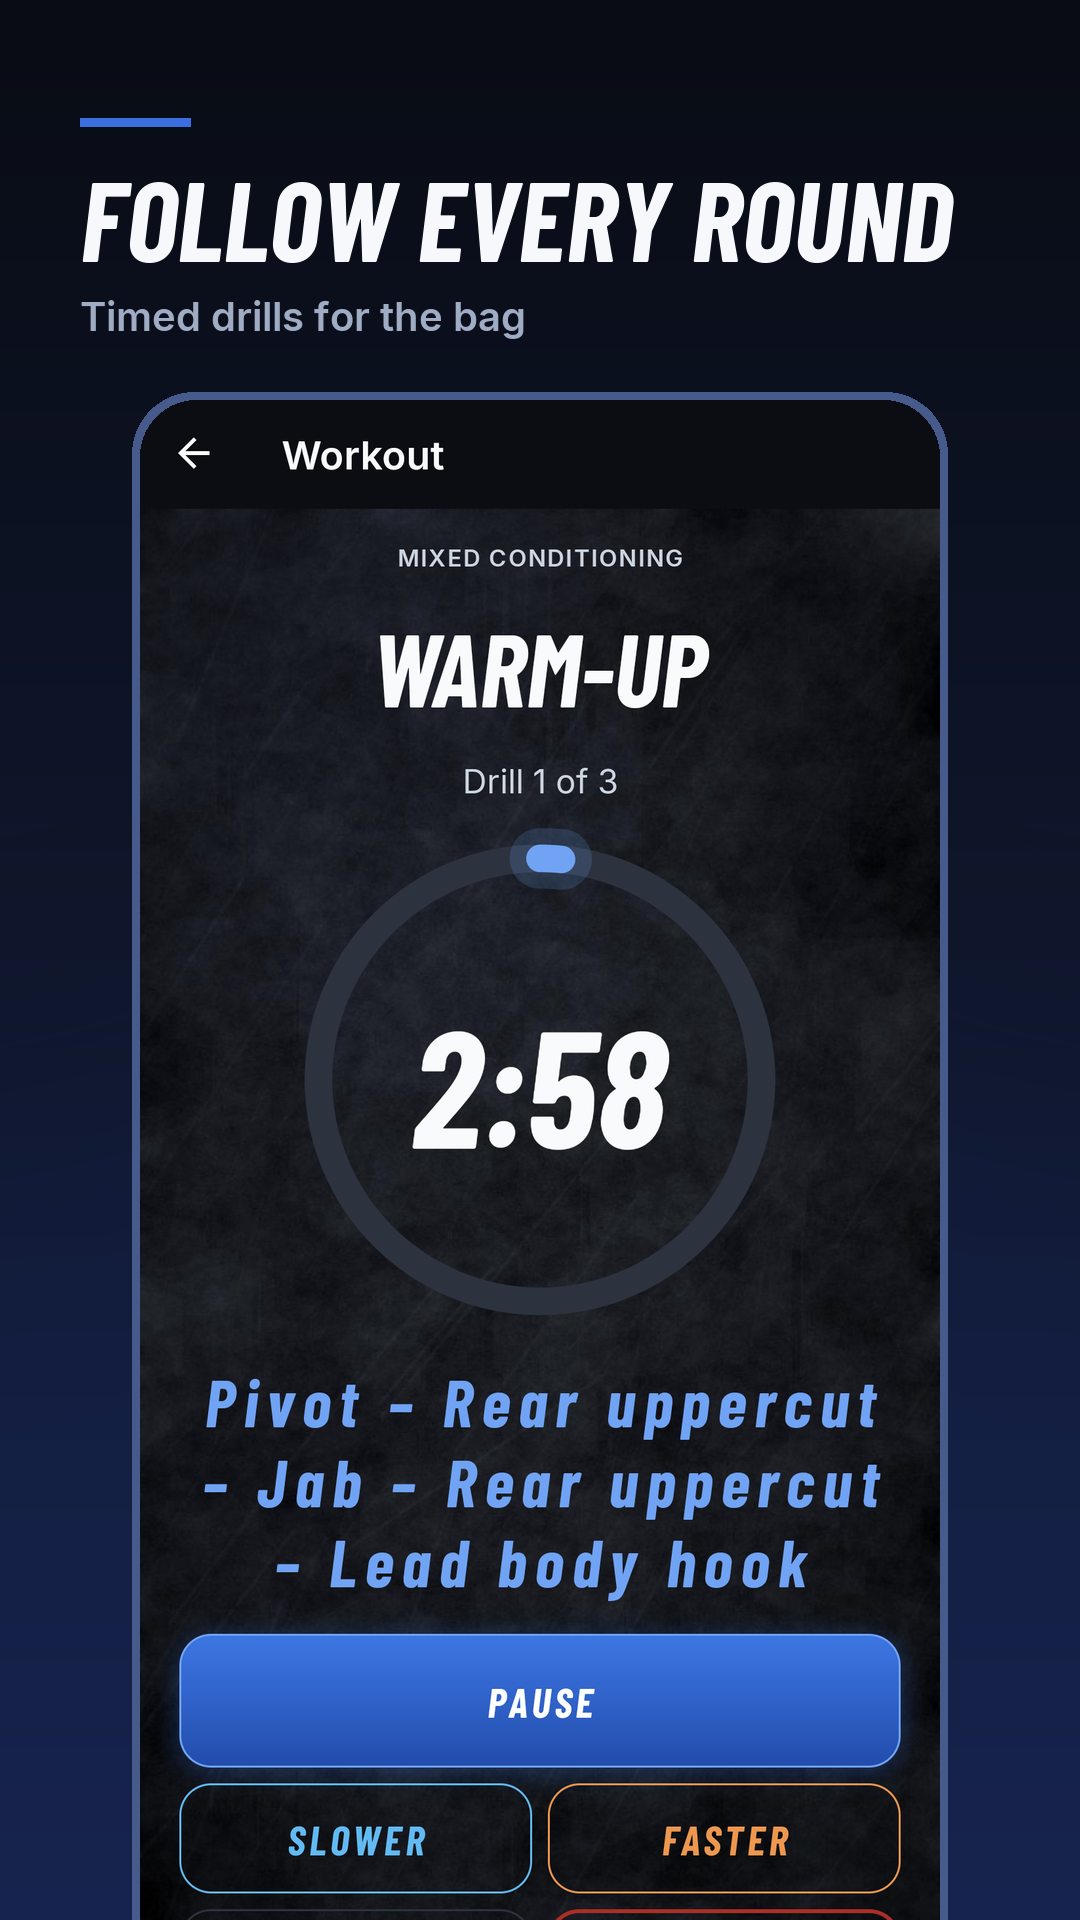 FOLLOW EVERY ROUND
Timed drills for the bag
Workout
MIXED CONDITIONING
WARM-UP
Drill 1 of 3
2:58
Pivot – Rear uppercut
– Jab – Rear uppercut
– Lead body hook
PAUSE
SLOWER
FASTER